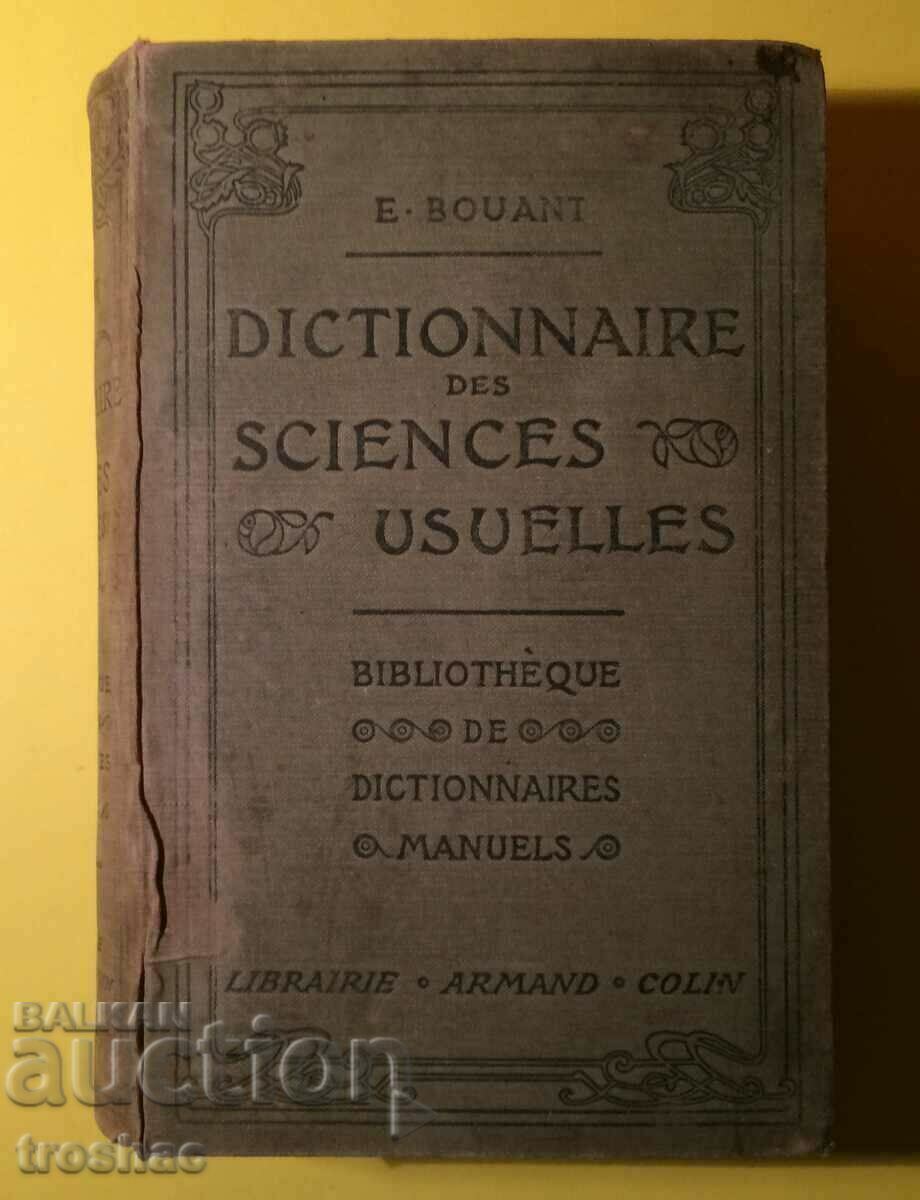 E. BOUANT
DICTIONNAIRE
DES
SCIENCES
USUELLES
BIBLIOTHÈQUE
DE
DICTIONNAIRES
MANUELS
LIBRAIRIE • ARMAND • COLIN
BALKAN
auction
troshac